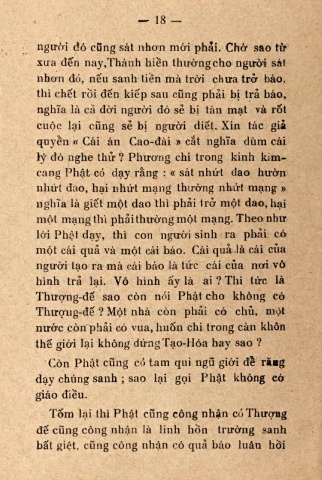 — 18 —
người đó cũng sát nhơn mới phải. Chớ sao từ
xưa đến nay,Thánh hiền thường cho người sát
nhơn đó, nếu sanh tiền mà trời chưa trở báo,
thì chết rồi đến kiếp sau cũng phải bị trả báo,
nghĩa là cả đời người đó sẽ bị tàn mạt và rốt
cuộc lại cũng sẽ bị người diết. Xin tác giả
quyền « Cái án Cao-đài » cắt nghĩa dùm cái
lý đó nghe thử ? Phương chi trong kinh kim-
cang Phật có dạy rằng : « sát nhứt dao hườn
nhứt dao, hại nhứt mạng thường nhứt mạng »
nghĩa là giết một dao thì phải trở một dao, hại
một mạng thì phải thường một mạng. Theo như
lời Phật dạy, thì con người sinh ra phải có
một cái quả và một cái báo. Cái quả là cái của
người tạo ra mà cái báo là tức cái của nơi vô
hình trả lại. Vô hình ấy là ai ? Thì tức là
Thượng-đế sao còn nói Phật cho không có
Thượng-đế ? Một nhà còn phải có chủ, một
nước còn phải có vua, huốn chi trong càn khôn
thế giới lại không dứng Tạo-Hóa hay sao ?
Còn Phật cũng có tam qui ngũ giới đề răng
dạy chúng sanh ; sao lại gọi Phật không có
giáo điều.
Tốm lại thì Phật cũng công nhận có Thượng
đế cũng công nhận là linh hồn trường sanh
bất giệt, cũng công nhận có quả báo luân hồi